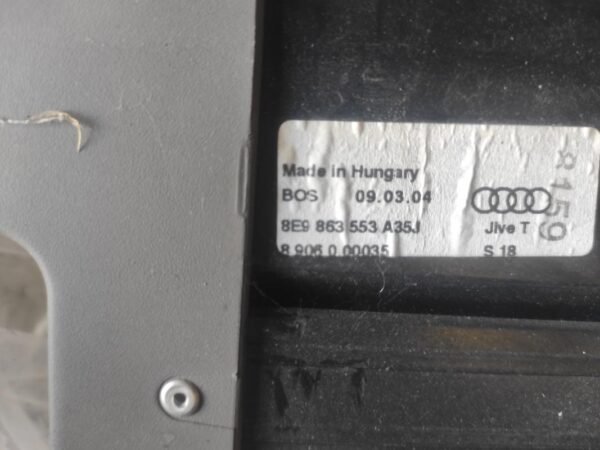 Made in Hungary
BOS 09.03.04
8E9 863 553 A35J Jive T
8 906 0 00035 S 18
8159